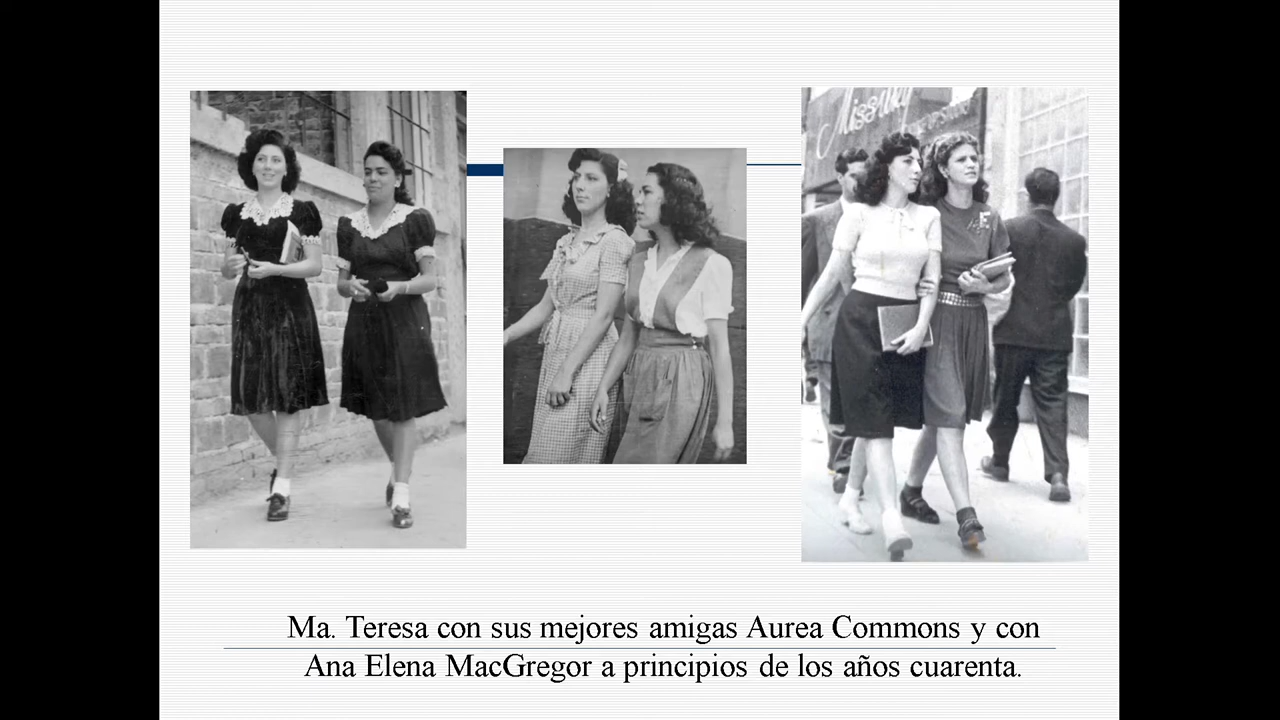 Ma. Teresa con sus mejores amigas Aurea Commons y con
Ana Elena MacGregor a principios de los años cuarenta.